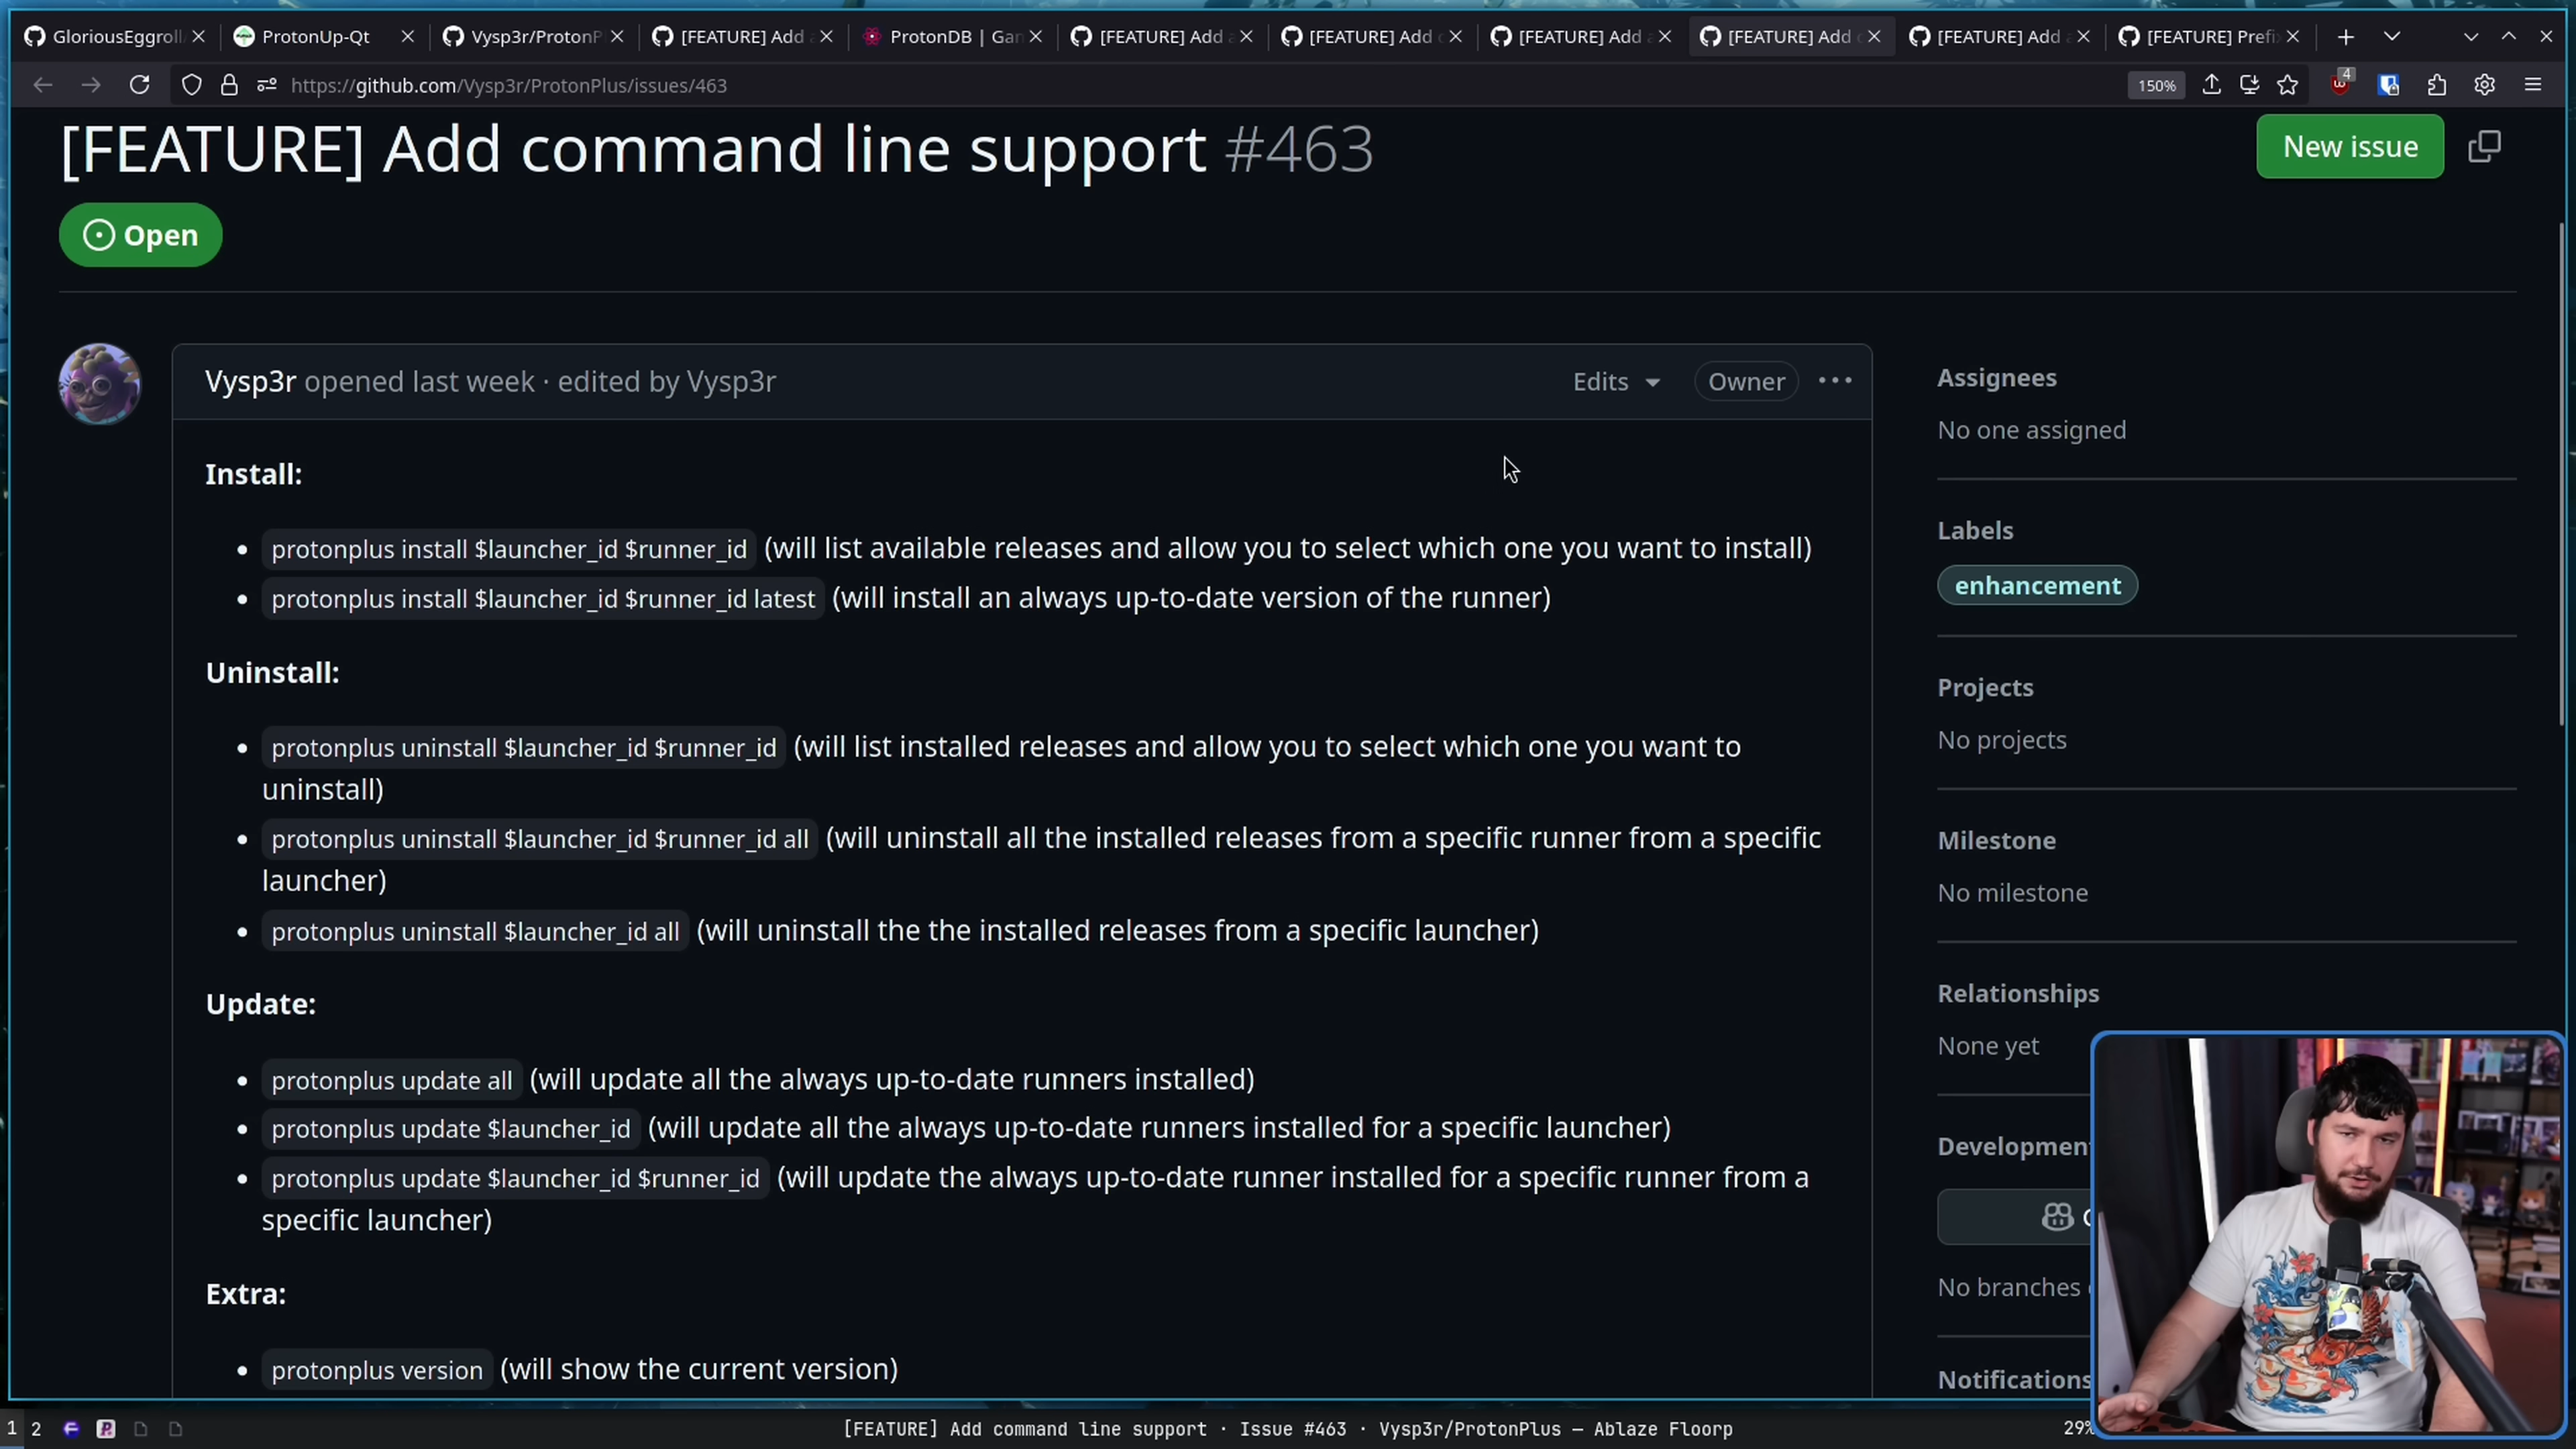 GloriousEggroll
ProtonUp-Qt
Vysp3r/ProtonP
[FEATURE] Add
ProtonDB | Gam
[FEATURE] Add
[FEATURE] Add
[FEATURE] Add
[FEATURE] Add
[FEATURE] Add
[FEATURE] Prefi
https://github.com/Vysp3r/ProtonPlus/issues/463
150%
4
[FEATURE] Add command line support #463
New issue
Open
Vysp3r opened last week · edited by Vysp3r
Edits
Owner
Install:
protonplus install $launcher_id $runner_id (will list available releases and allow you to select which one you want to install)
protonplus install $launcher_id $runner_id latest (will install an always up-to-date version of the runner)
Uninstall:
protonplus uninstall $launcher_id $runner_id (will list installed releases and allow you to select which one you want to
uninstall)
protonplus uninstall $launcher_id $runner_id all (will uninstall all the installed releases from a specific runner from a specific
launcher)
protonplus uninstall $launcher_id all (will uninstall the the installed releases from a specific launcher)
Update:
protonplus update all (will update all the always up-to-date runners installed)
protonplus update $launcher_id (will update all the always up-to-date runners installed for a specific launcher)
protonplus update $launcher_id $runner_id (will update the always up-to-date runner installed for a specific runner from a
specific launcher)
Extra:
protonplus version (will show the current version)
Assignees
No one assigned
Labels
enhancement
Projects
No projects
Milestone
No milestone
Relationships
None yet
Development
No branches
Notifications
1 2
[FEATURE] Add command line support · Issue #463 · Vysp3r/ProtonPlus — Ablaze Floorp
29%